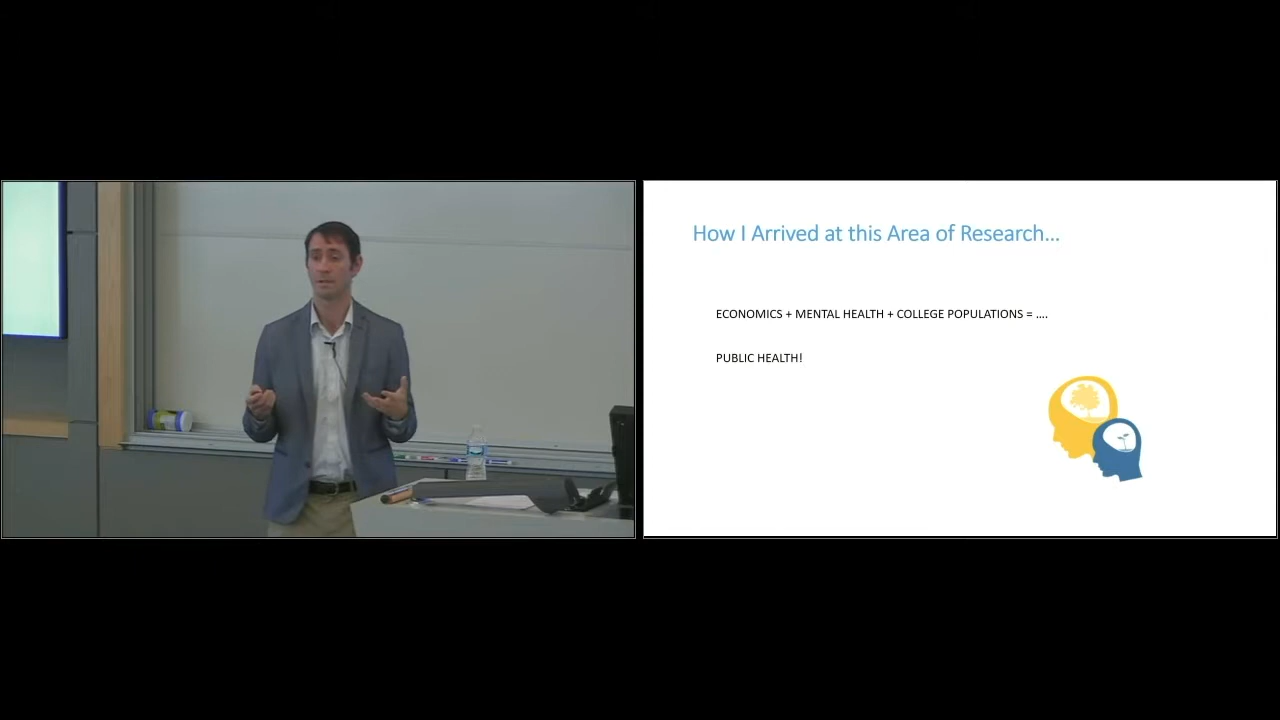 How I Arrived at this Area of Research...
ECONOMICS + MENTAL HEALTH + COLLEGE POPULATIONS = ....
PUBLIC HEALTH!